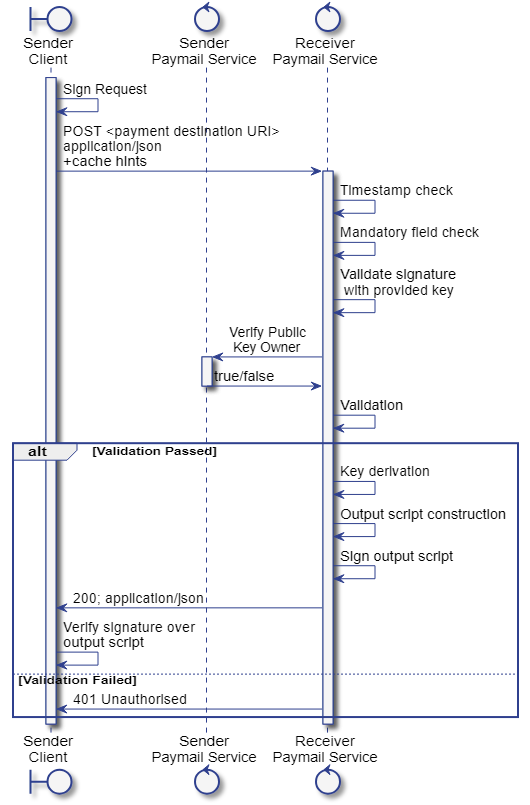 Sender
Client
Sender
Paymail Service
Receiver
Paymail Service
Sign Request
POST <payment destination URI>
application/json
+cache hints
Timestamp check
Mandatory field check
Validate signature
with provided key
Verify Public
Key Owner
true/false
Validation
alt
[Validation Passed]
Key derivation
Output script construction
Sign output script
200; application/json
Verify signature over
output script
[Validation Failed]
401 Unauthorised
Sender
Client
Sender
Paymail Service
Receiver
Paymail Service